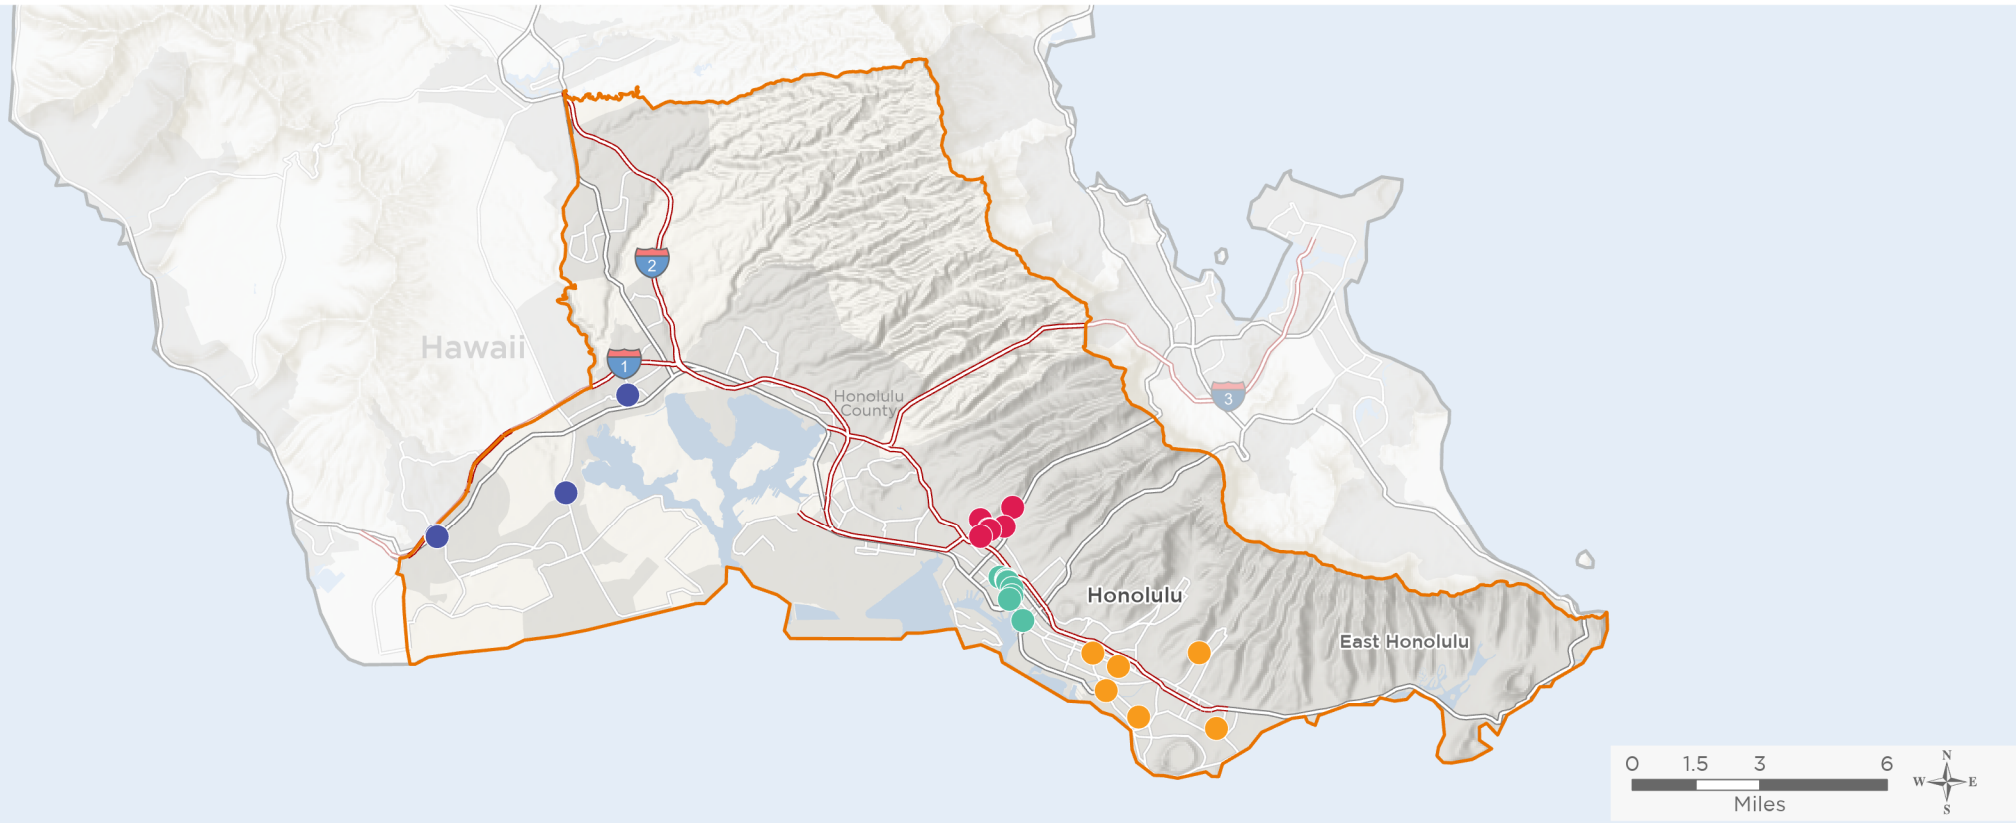 2
Hawaii
1
Honolulu
County
3
Honolulu
East Honolulu
0 1.5 3 6
Miles
N
W E
S